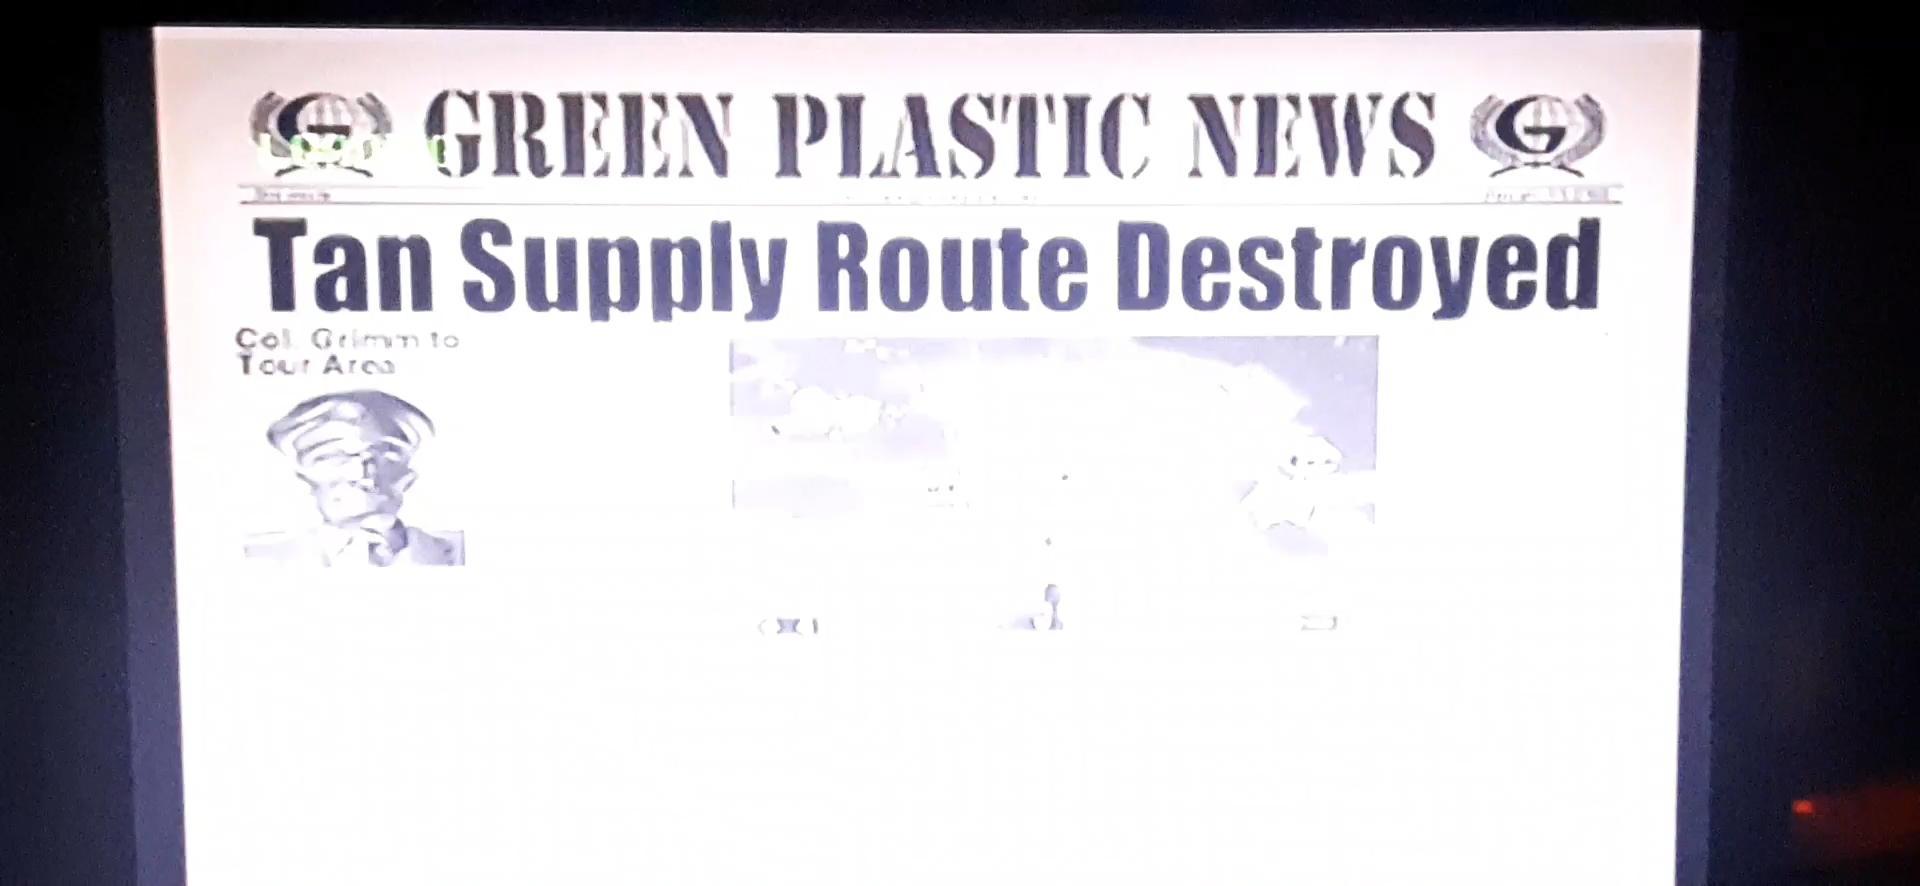 GREEN PLASTIC NEWS
Tan Supply Route Destroyed
Col. Grimm to
Tour Area